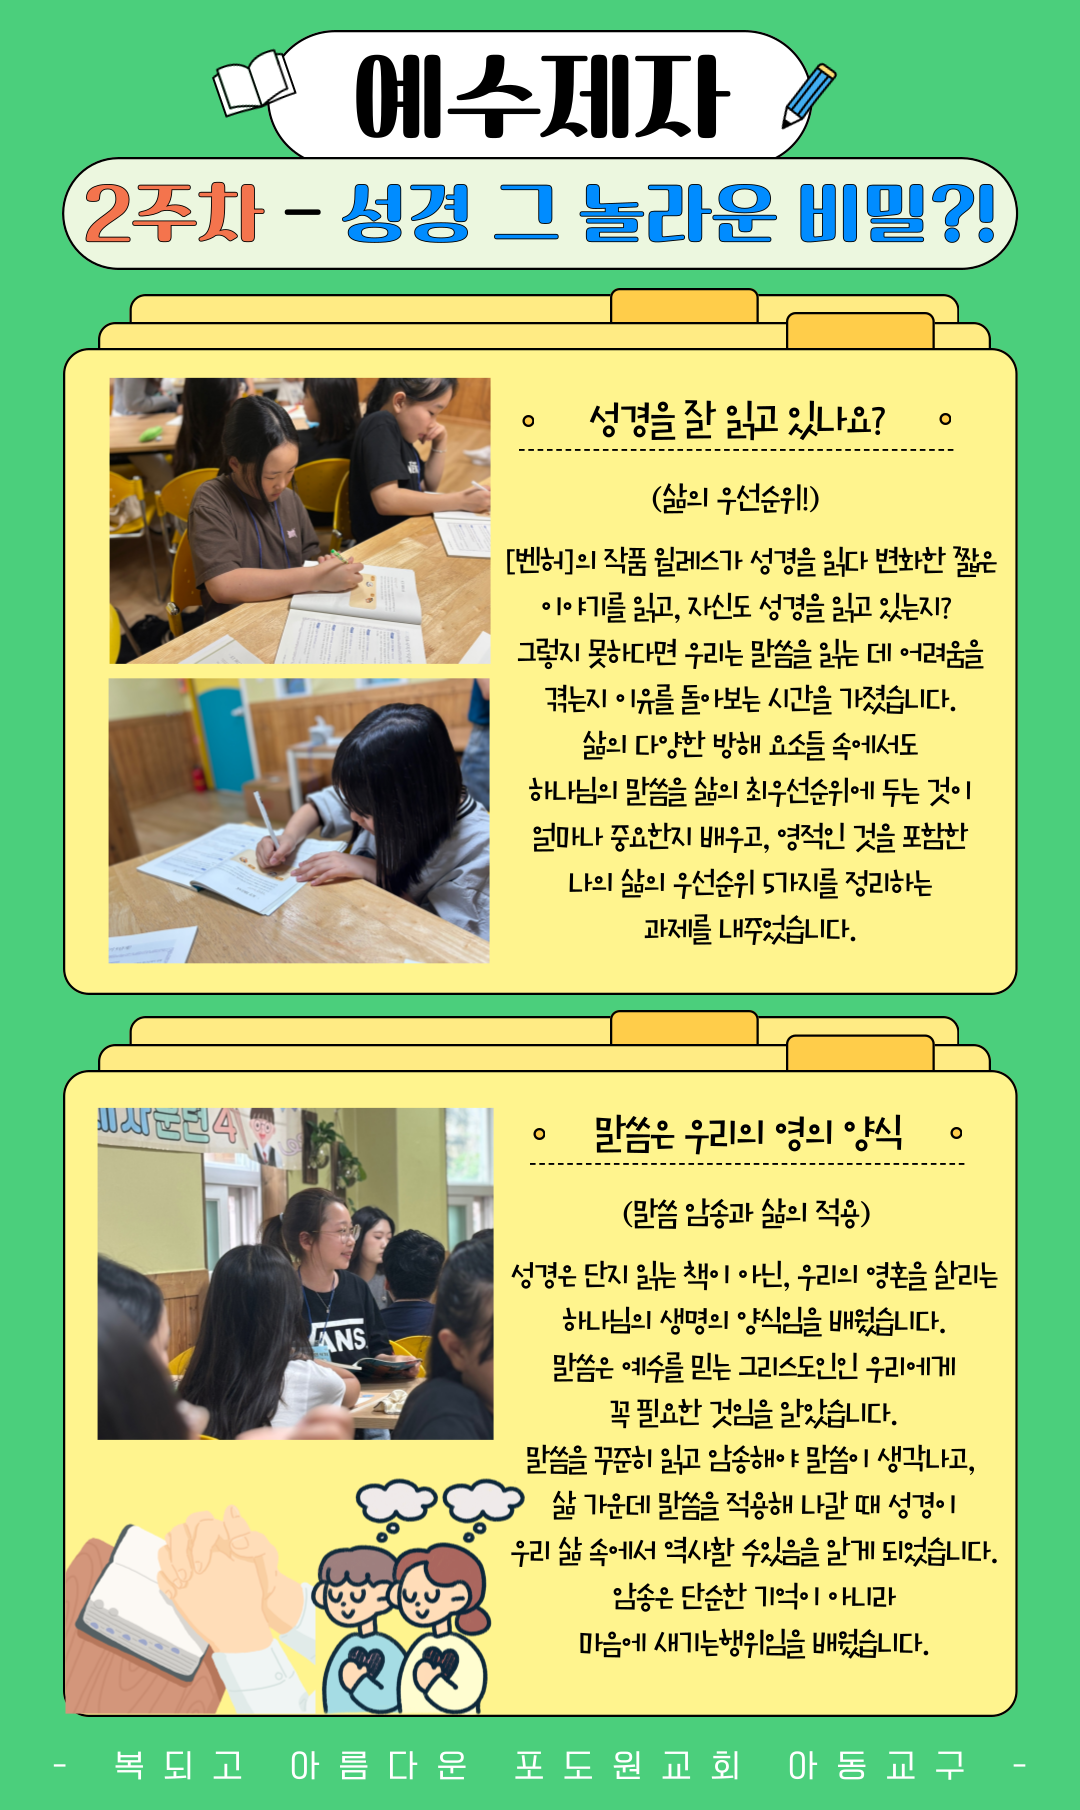 예수제자
2주차 - 성경 그 놀라운 비밀?!
성경을 잘 읽고 있나요?
(삶의 우선순위!)
[벤허]의 작품 월레스가 성경을 읽다 변화한 짧은
이야기를 읽고, 자신도 성경을 읽고 있는지?
그렇지 못하다면 우리는 말씀을 읽는 데 어려움을
겪는지 이유를 돌아보는 시간을 가졌습니다.
삶의 다양한 방해 요소들 속에서도
하나님의 말씀을 삶의 최우선순위에 두는 것이
얼마나 중요한지 배우고, 영적인 것을 포함한
나의 삶의 우선순위 5가지를 정리하는
과제를 내주었습니다.
제자훈련4
말씀은 우리의 영의 양식
(말씀 암송과 삶의 적용)
성경은 단지 읽는 책이 아닌, 우리의 영혼을 살리는
하나님의 생명의 양식임을 배웠습니다.
말씀은 예수를 믿는 그리스도인인 우리에게
꼭 필요한 것임을 알았습니다.
말씀을 꾸준히 읽고 암송해야 말씀이 생각나고,
삶 가운데 말씀을 적용해 나갈 때 성경이
우리 삶 속에서 역사할 수있음을 알게 되었습니다.
암송은 단순한 기억이 아니라
마음에 새기는행위임을 배웠습니다.
VANS
- 복되고 아름다운 포도원교회 아동교구 -